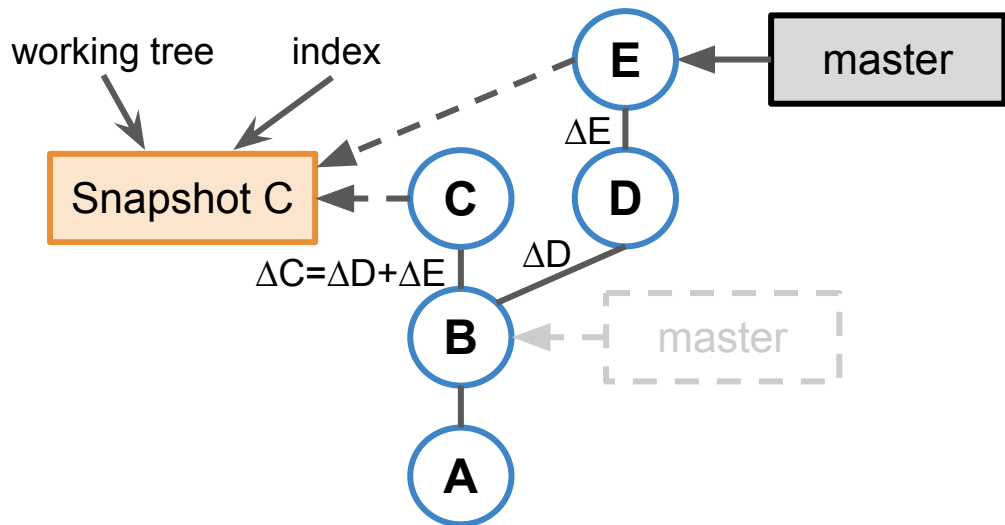 working tree
index
E
master
ΔE
Snapshot C
C
D
ΔD
ΔC=ΔD+ΔE
B
master
A